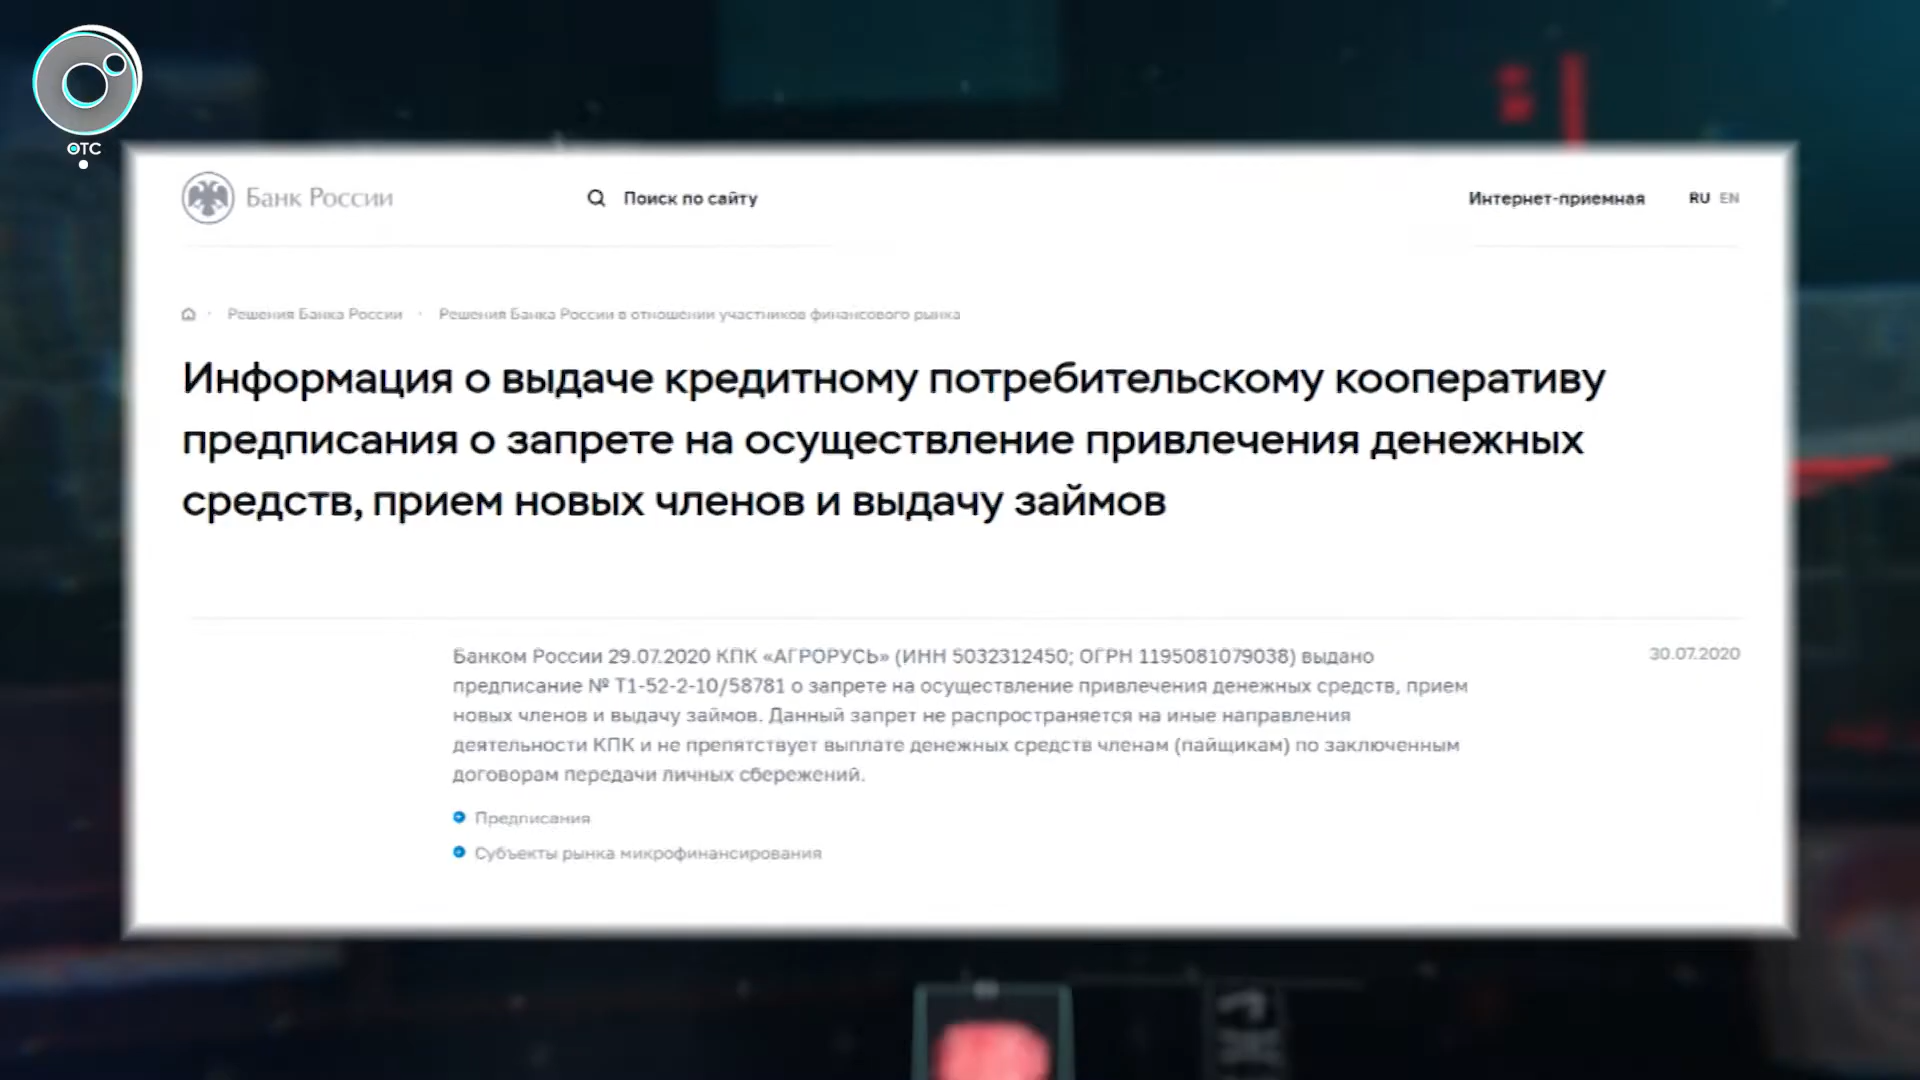 ОТС
Банк России
Поиск по сайту
Интернет-приемная
RU EN
Решения Банка России
Решения Банка России в отношении участников финансового рынка
Информация о выдаче кредитному потребительскому кооперативу
предписания о запрете на осуществление привлечения денежных
средств, прием новых членов и выдачу займов
Банком России 29.07.2020 КПК «АГРОРУСЬ» (ИНН 5032312450; ОГРН 1195081079038) выдано
30.07.2020
предписание № Т1-52-2-10/58781 о запрете на осуществление привлечения денежных средств, прием
новых членов и выдачу займов. Данный запрет не распространяется на иные направления
деятельности КПК и не препятствует выплате денежных средств членам (пайщикам) по заключенным
договорам передачи личных сбережений.
Предписания
Субъекты рынка микрофинансирования